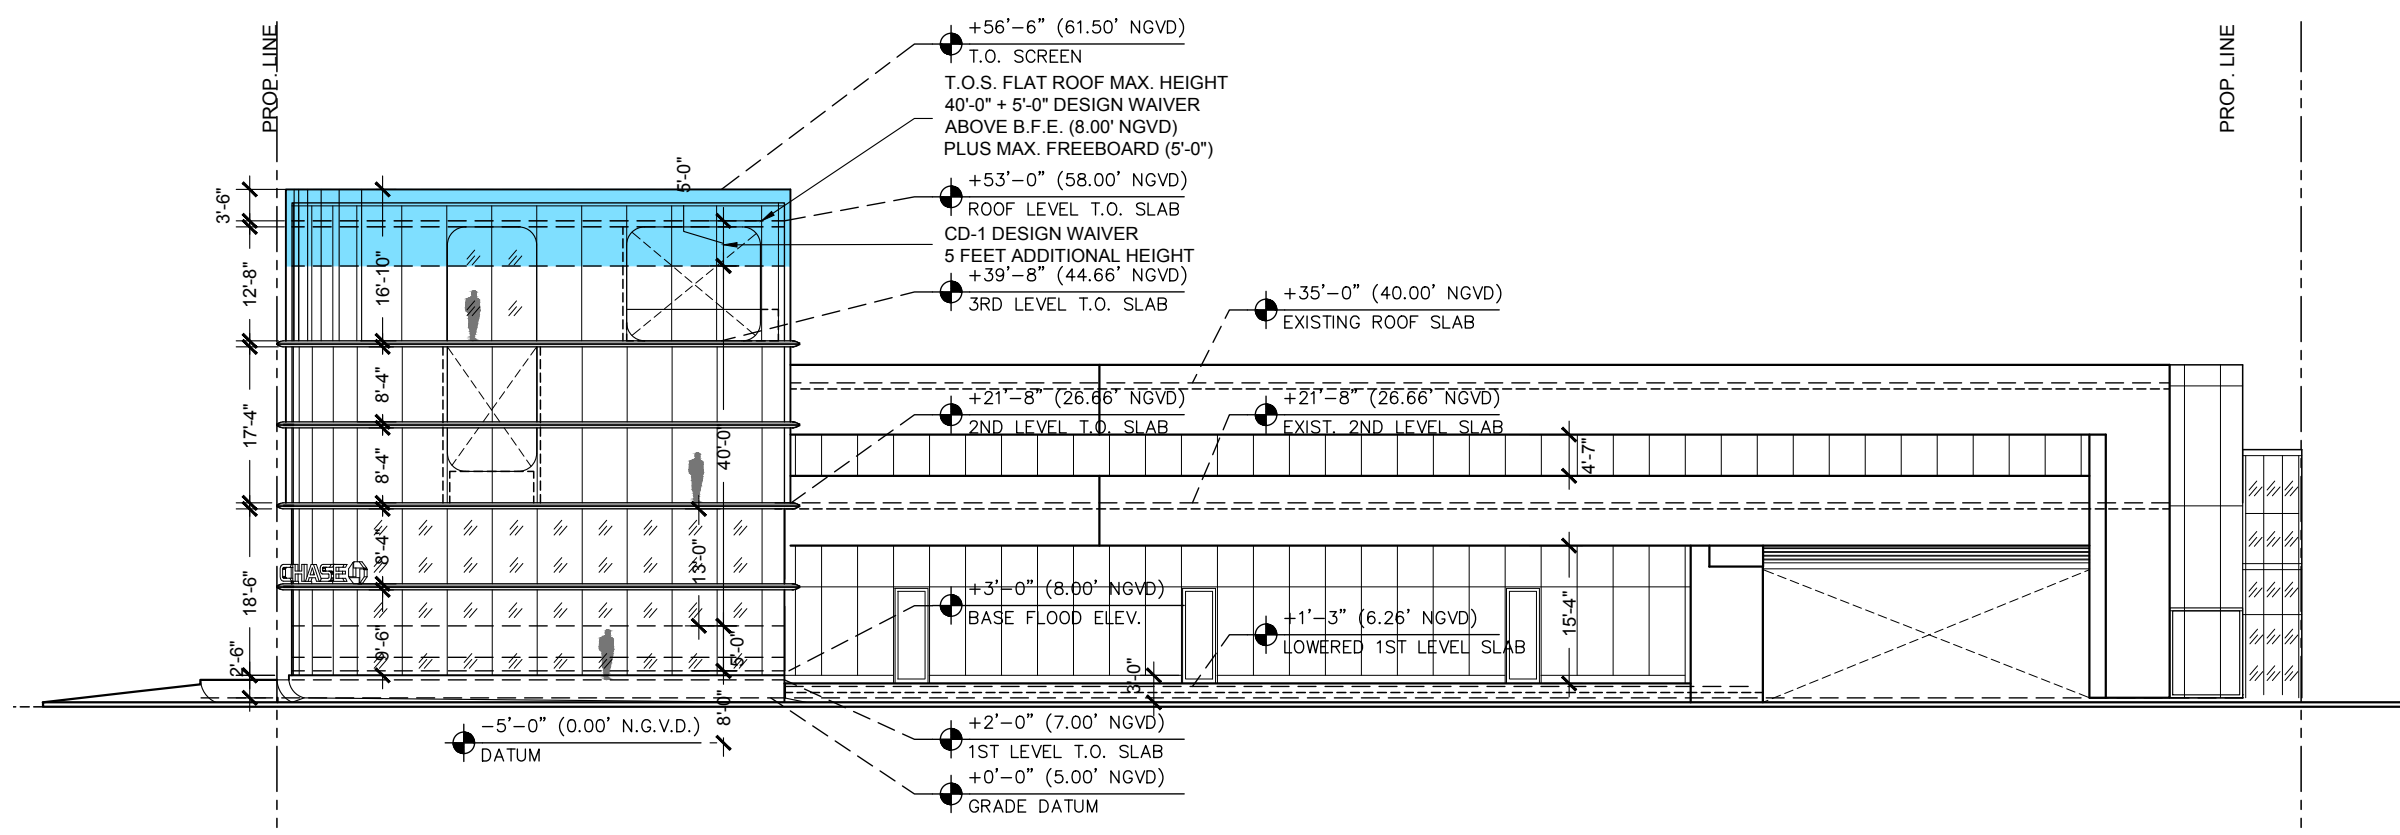 PROP. LINE
PROP. LINE
+56'-6" (61.50' NGVD)
T.O. SCREEN
T.O.S. FLAT ROOF MAX. HEIGHT
40'-0" + 5'-0" DESIGN WAIVER
ABOVE B.F.E. (8.00' NGVD)
PLUS MAX. FREEBOARD (5'-0")
+53'-0" (58.00' NGVD)
ROOF LEVEL T.O. SLAB
CD-1 DESIGN WAIVER
5 FEET ADDITIONAL HEIGHT
+39'-8" (44.66' NGVD)
3RD LEVEL T.O. SLAB
+35'-0" (40.00' NGVD)
EXISTING ROOF SLAB
+21'-8" (26.66' NGVD)
2ND LEVEL T.O. SLAB
+21'-8" (26.66' NGVD)
EXIST. 2ND LEVEL SLAB
+3'-0" (8.00' NGVD)
BASE FLOOD ELEV.
+1'-3" (6.26' NGVD)
LOWERED 1ST LEVEL SLAB
+2'-0" (7.00' NGVD)
1ST LEVEL T.O. SLAB
+0'-0" (5.00' NGVD)
GRADE DATUM
-5'-0" (0.00' N.G.V.D.)
DATUM
CHASE
3'-6"
12'-8"
17'-4"
18'-6"
2'-6"
16'-10"
8'-4"
8'-4"
8'-4"
9'-6"
5'-0"
40'-0"
13'-0"
5'-0"
8'-0"
4'-7"
15'-4"
3'-0"